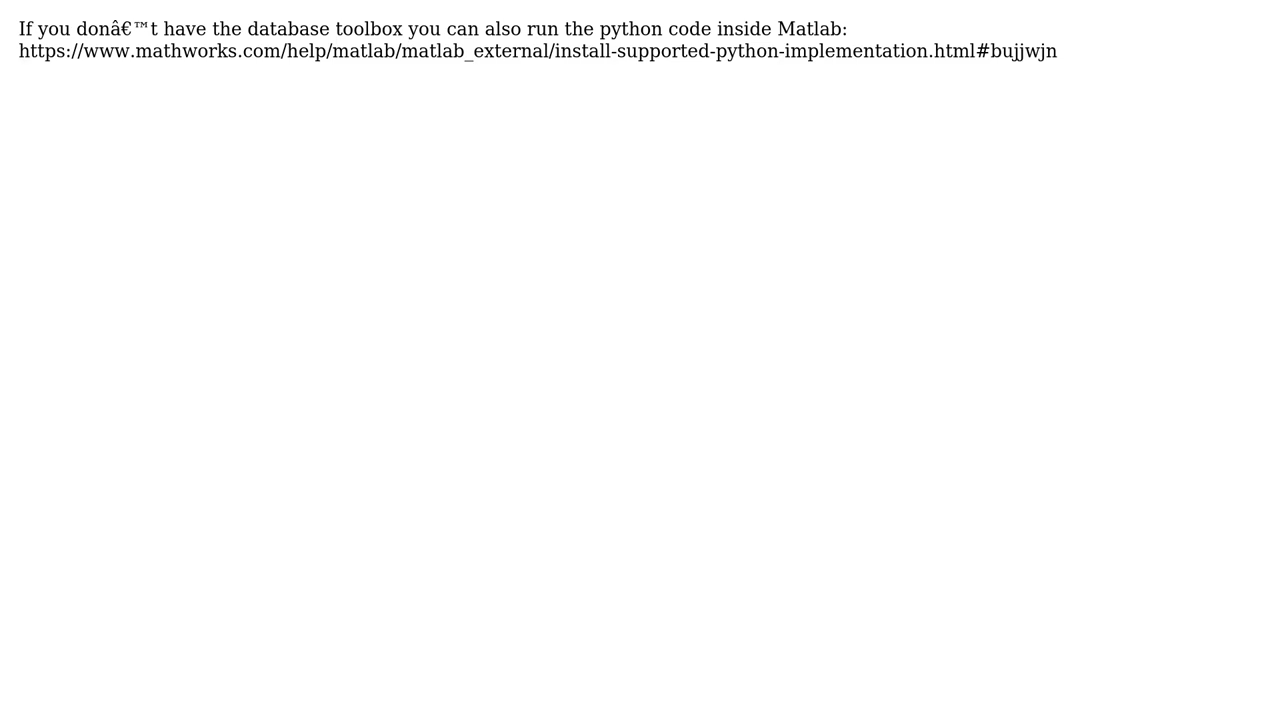 If you donâ€™t have the database toolbox you can also run the python code inside Matlab:
https://www.mathworks.com/help/matlab/matlab_external/install-supported-python-implementation.html#bujjwjn